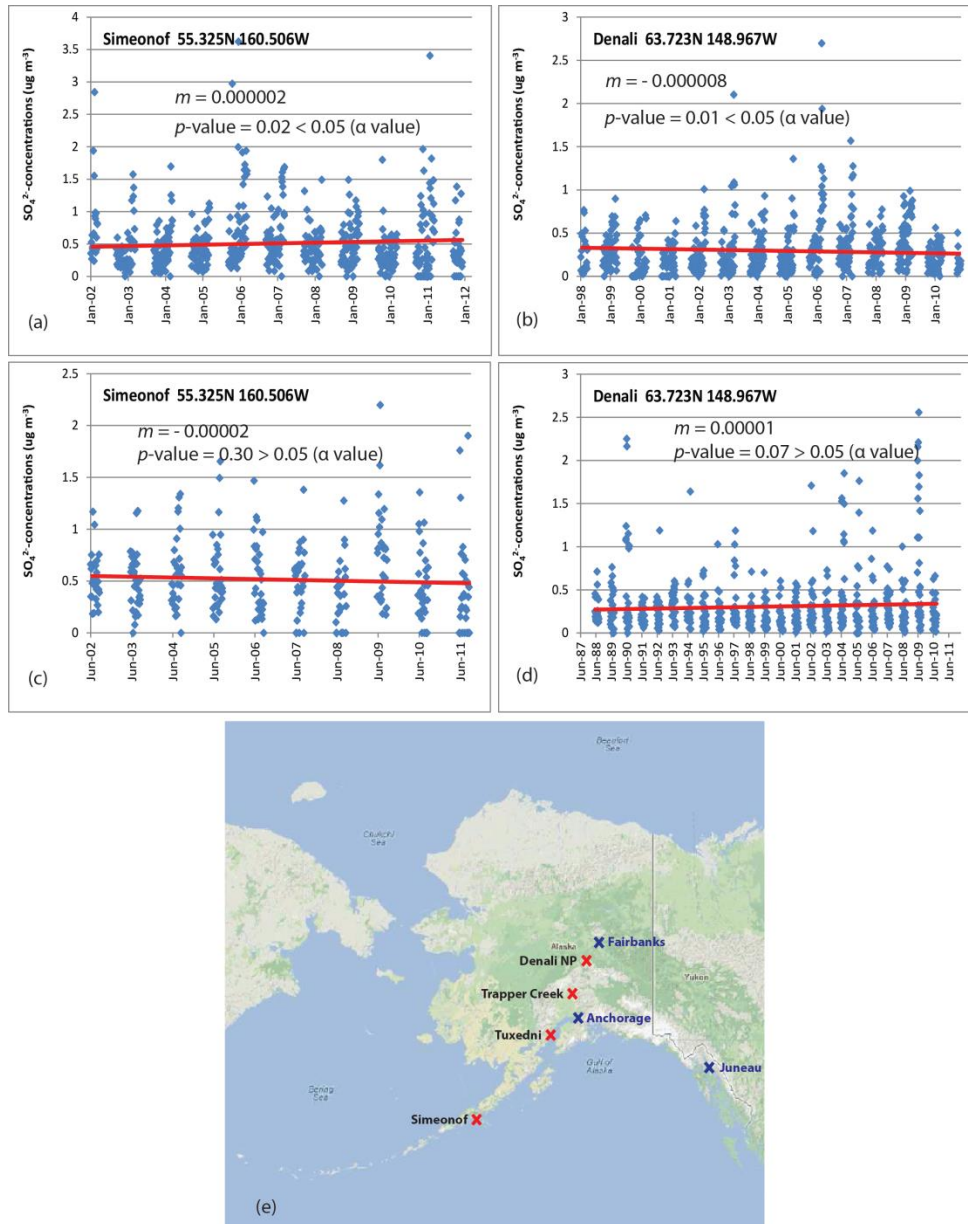 Simeonof 55.325N 160.506W
m = 0.000002
p-value = 0.02 < 0.05 (α value)
SO₄²⁻-concentrations (ug m⁻³)
4
3.5
3
2.5
2
1.5
1
0.5
0
Jan-02
Jan-03
Jan-04
Jan-05
Jan-06
Jan-07
Jan-08
Jan-09
Jan-10
Jan-11
Jan-12
(a)
Denali 63.723N 148.967W
m = - 0.000008
p-value = 0.01 < 0.05 (α value)
SO₄²⁻-concentrations (ug m⁻³)
3
2.5
2
1.5
1
0.5
0
Jan-98
Jan-99
Jan-00
Jan-01
Jan-02
Jan-03
Jan-04
Jan-05
Jan-06
Jan-07
Jan-08
Jan-09
Jan-10
(b)
Simeonof 55.325N 160.506W
m = - 0.00002
p-value = 0.30 > 0.05 (α value)
SO₄²⁻-concentrations (ug m⁻³)
2.5
2
1.5
1
0.5
0
Jun-02
Jun-03
Jun-04
Jun-05
Jun-06
Jun-07
Jun-08
Jun-09
Jun-10
Jun-11
(c)
Denali 63.723N 148.967W
m = 0.00001
p-value = 0.07 > 0.05 (α value)
SO₄²⁻-concentrations (ug m⁻³)
3
2.5
2
1.5
1
0.5
0
Jun-87
Jun-88
Jun-89
Jun-90
Jun-91
Jun-92
Jun-93
Jun-94
Jun-95
Jun-96
Jun-97
Jun-98
Jun-99
Jun-00
Jun-01
Jun-02
Jun-03
Jun-04
Jun-05
Jun-06
Jun-07
Jun-08
Jun-09
Jun-10
Jun-11
(d)
Beaufort
Sea
Chukchi
Sea
Alaska
Fairbanks
Denali NP
Yukon
Trapper Creek
Anchorage
Tuxedni
Gulf of
Alaska
Juneau
Bering
Sea
Simeonof
(e)